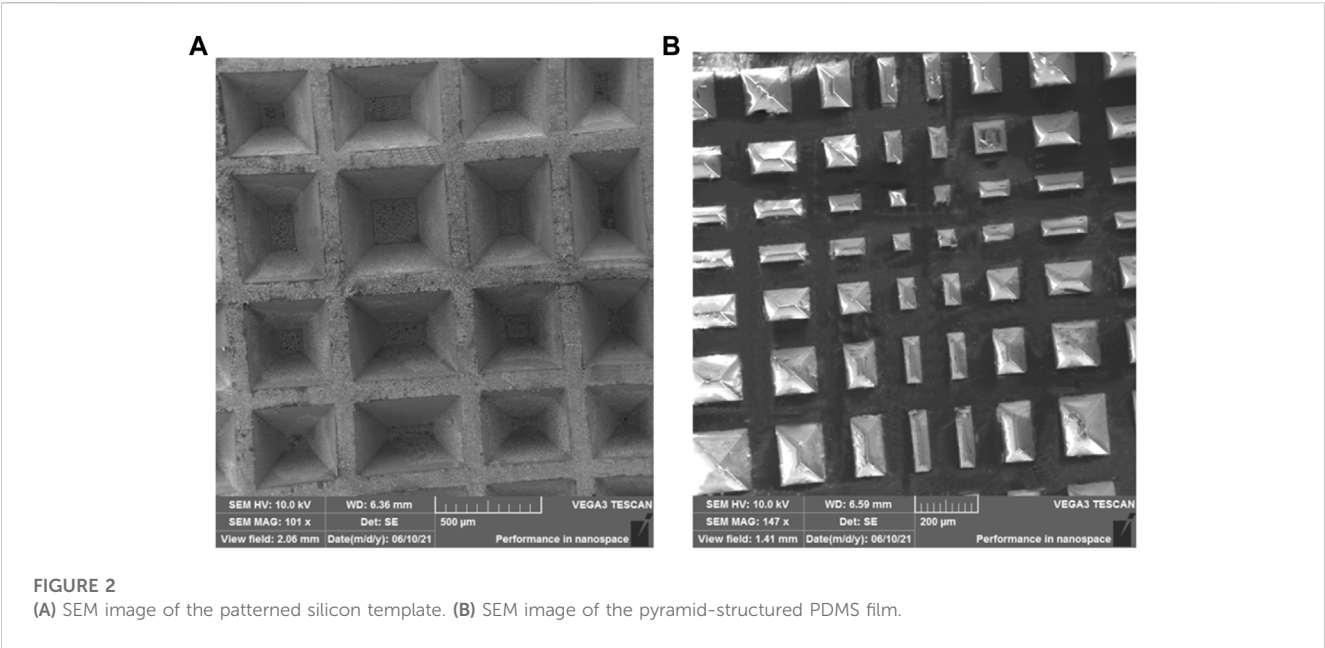 A
B
SEM HV: 10.0 kV WD: 6.36 mm VEGA3 TESCAN
SEM MAG: 101 x Det: SE 500 µm
View field: 2.06 mm Date(m/d/y): 06/10/21 Performance in nanospace
SEM HV: 10.0 kV WD: 6.59 mm VEGA3 TESCAN
SEM MAG: 147 x Det: SE 200 µm
View field: 1.41 mm Date(m/d/y): 06/10/21 Performance in nanospace
FIGURE 2
(A) SEM image of the patterned silicon template. (B) SEM image of the pyramid-structured PDMS film.